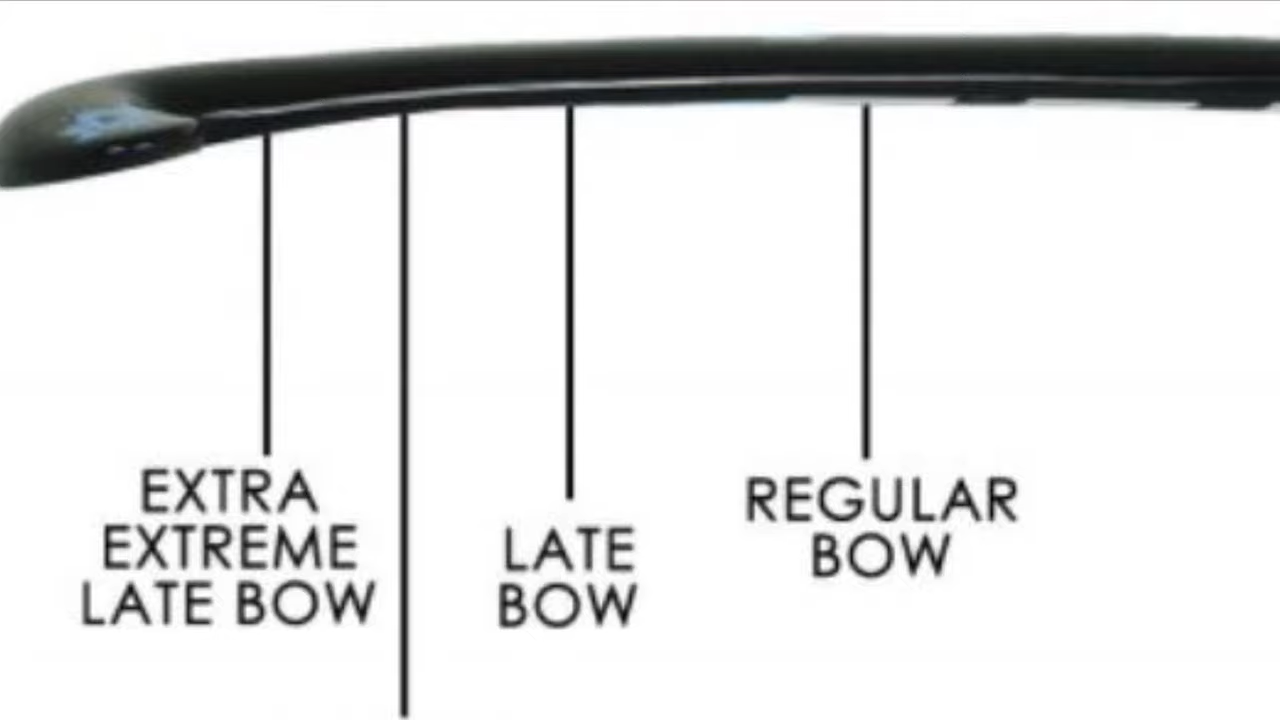 EXTRA
EXTREME
LATE BOW
LATE
BOW
REGULAR
BOW